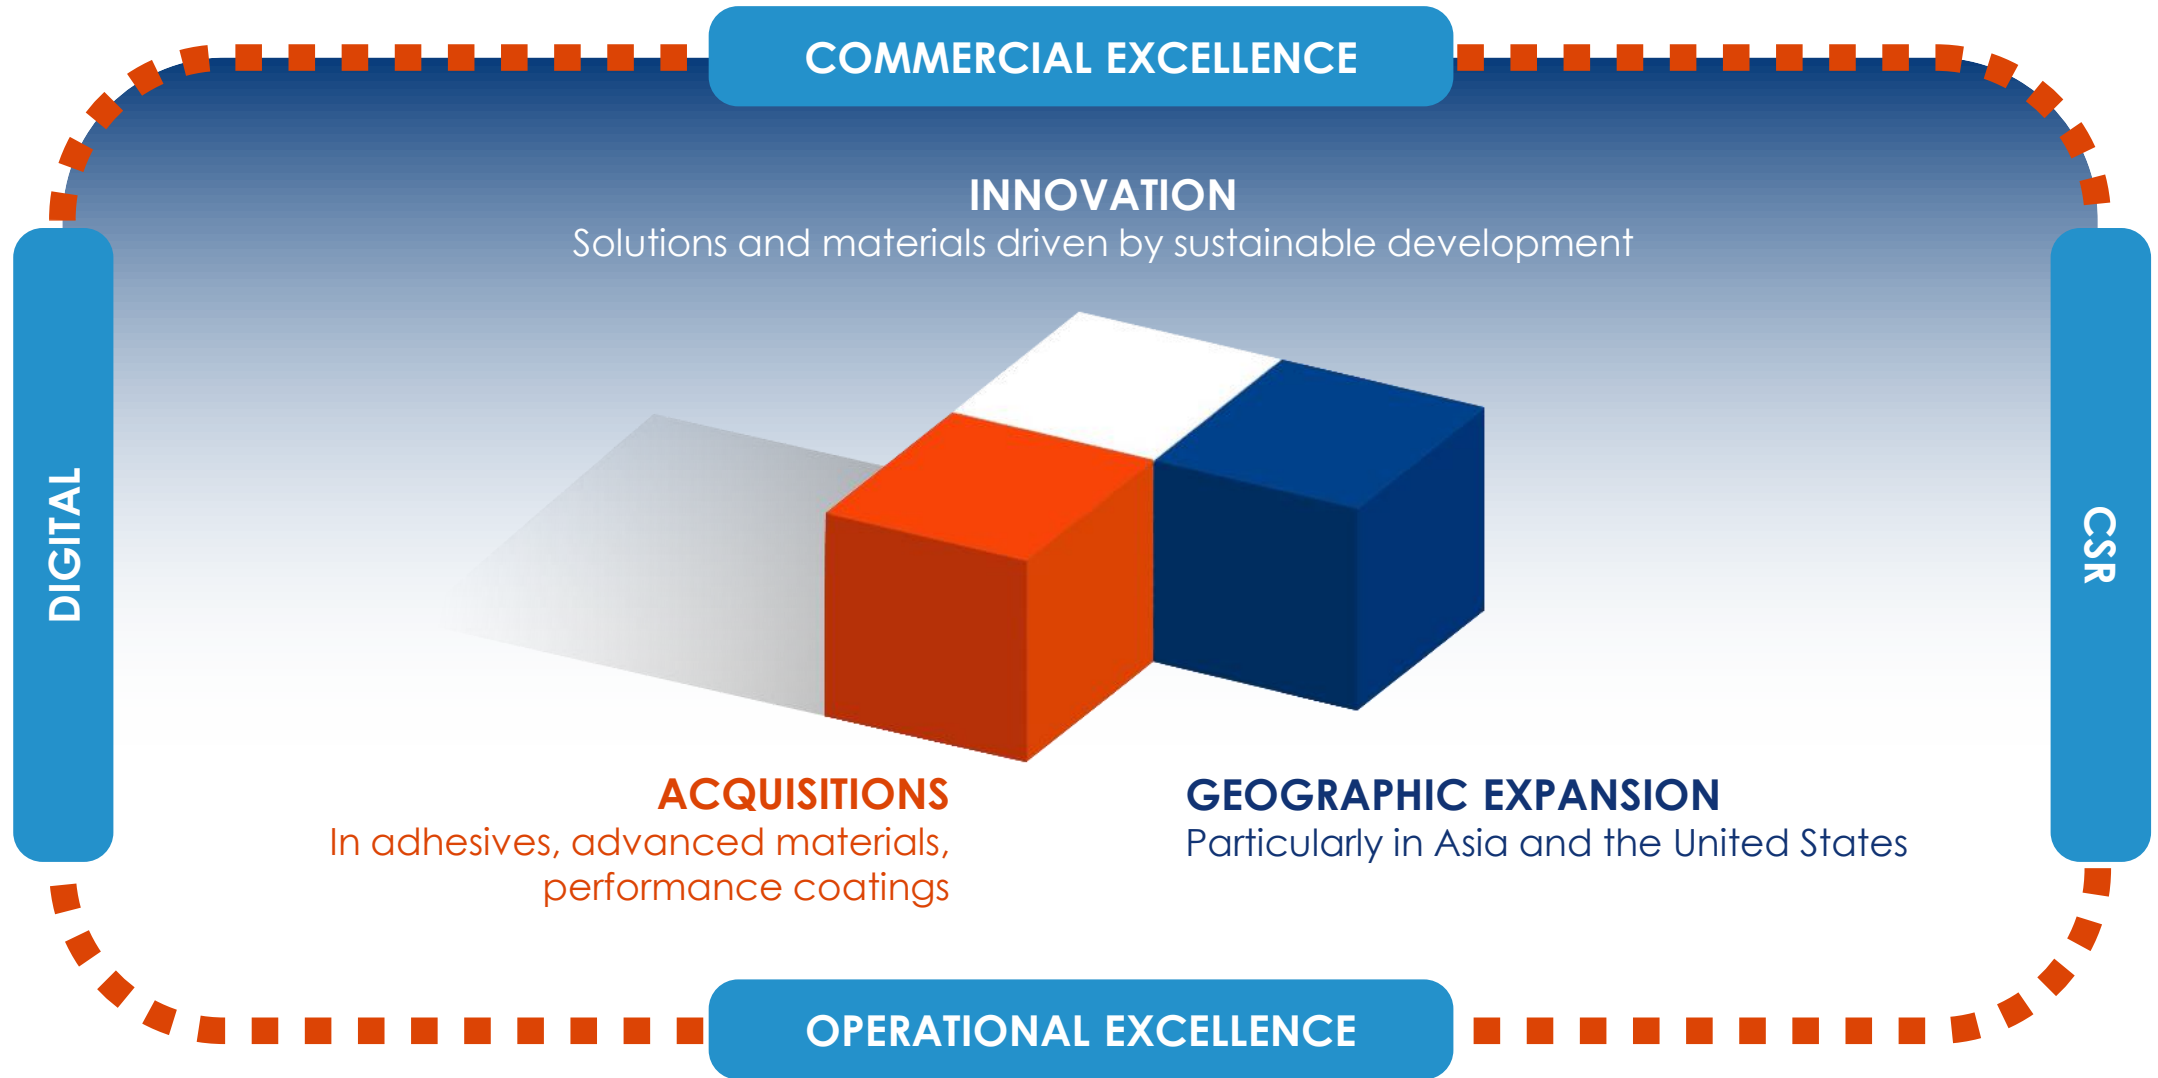 COMMERCIAL EXCELLENCE
INNOVATION
Solutions and materials driven by sustainable development
DIGITAL
CSR
ACQUISITIONS
In adhesives, advanced materials,
performance coatings
GEOGRAPHIC EXPANSION
Particularly in Asia and the United States
OPERATIONAL EXCELLENCE